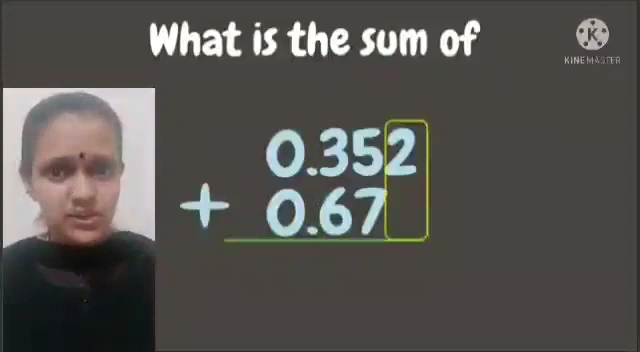 What is the sum of
K
KINEMASTER
0.352
+ 0.67